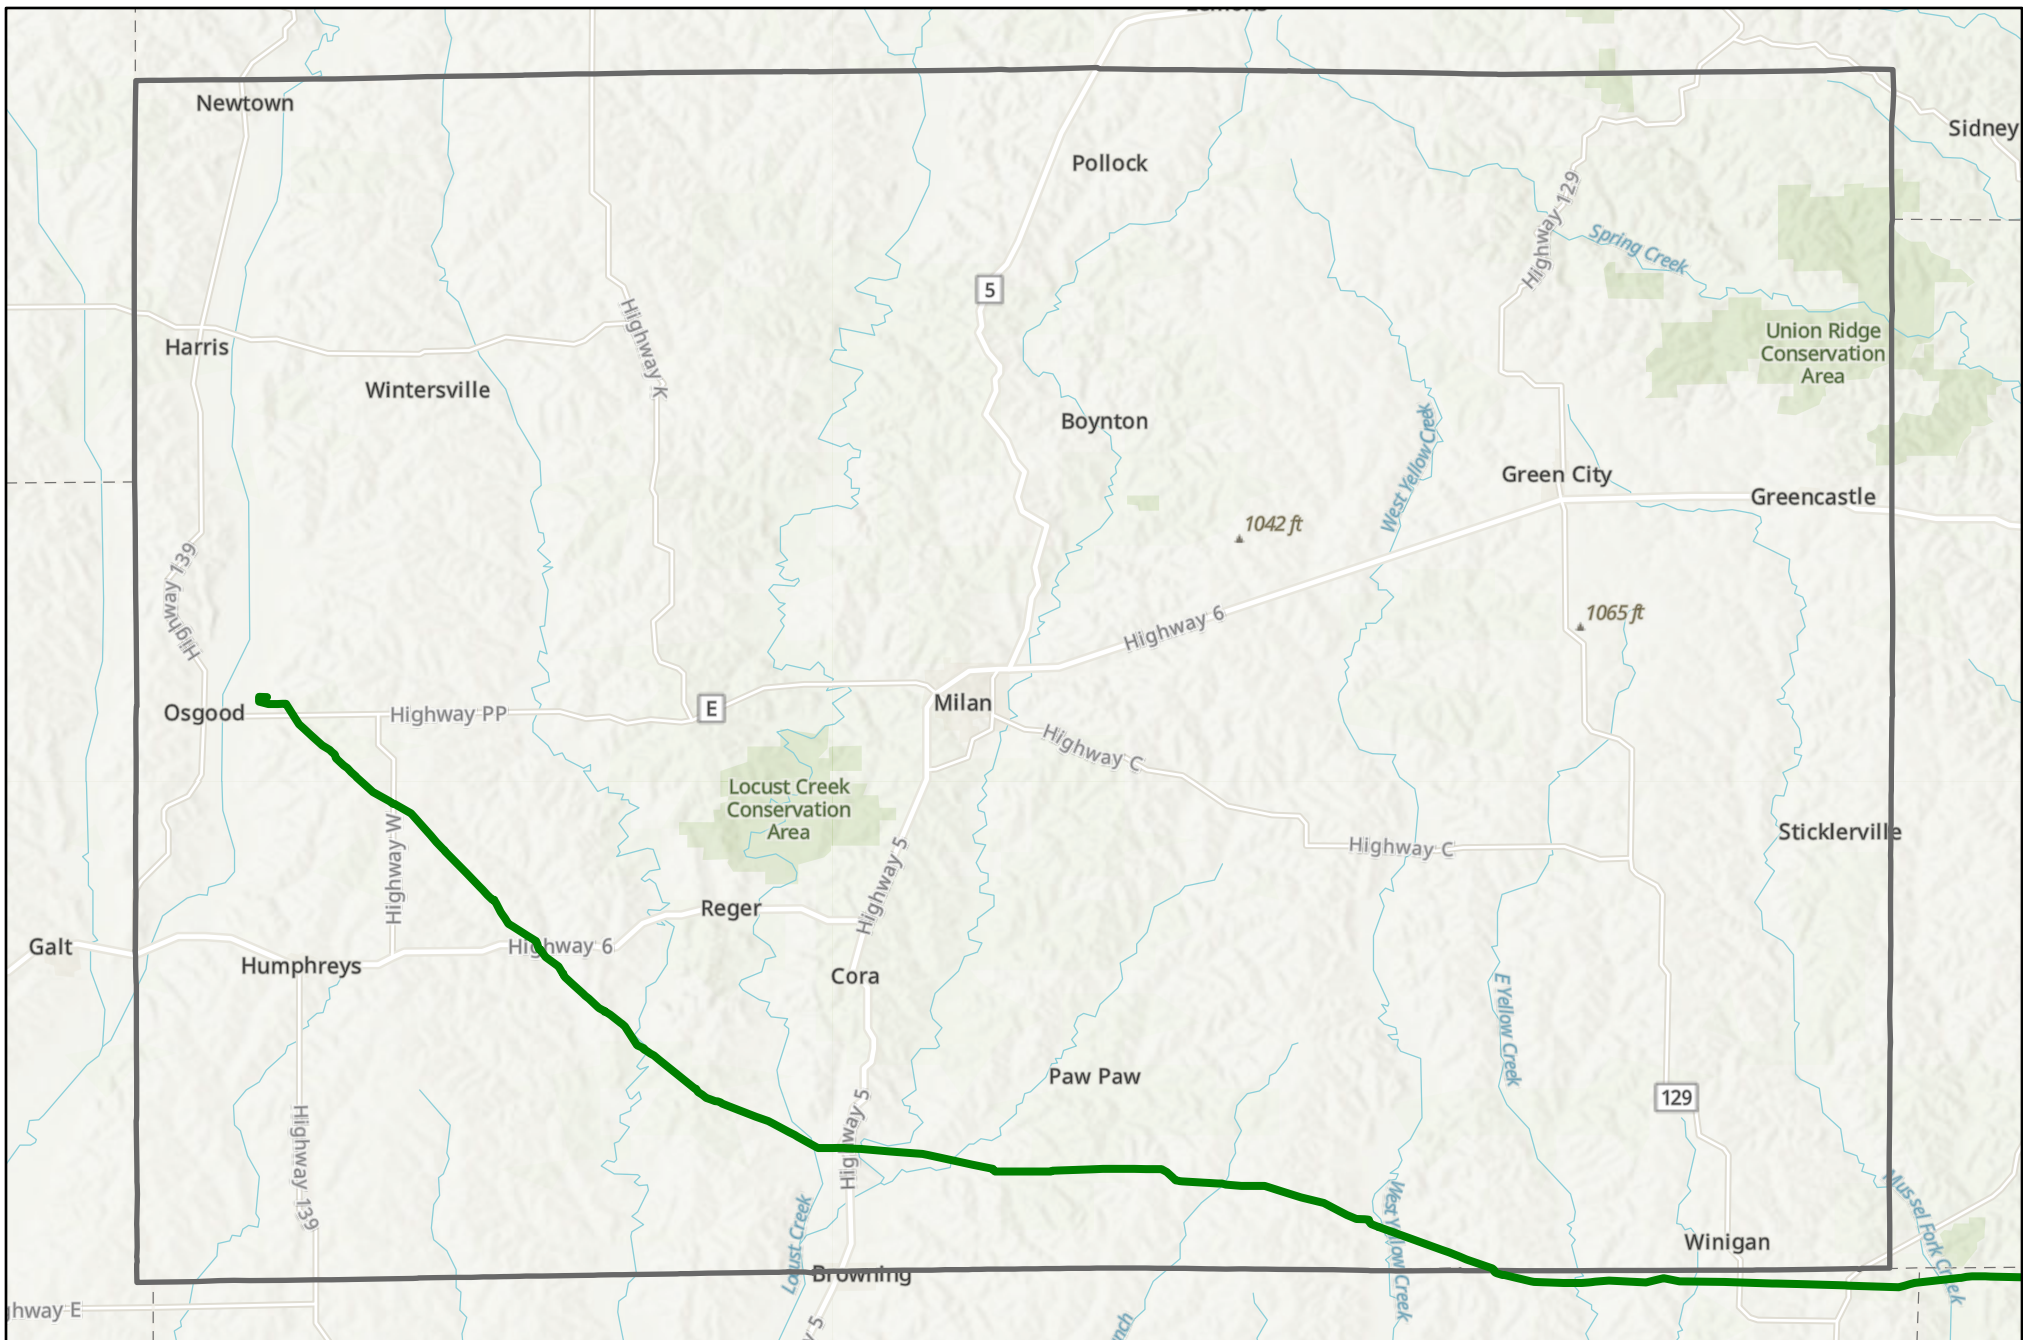 Newtown
Sidney
Pollock
Highway 129
Spring Creek
5
Highway K
Union Ridge
Conservation
Area
Harris
Wintersville
Boynton
West Yellow Creek
Green City
Greencastle
1042 ft
Highway 139
1065 ft
Highway 6
Osgood
Highway PP
E
Milan
Highway C
Locust Creek
Conservation
Area
Highway W
Highway 5
Highway C
Sticklerville
Reger
Galt
Humphreys
Highway 6
Cora
E Yellow Creek
Paw Paw
129
Highway 5
Highway 139
Locust Creek
West Yellow Creek
Mussel Fork Creek
Winigan
Browning
ghway E
y 5
nch